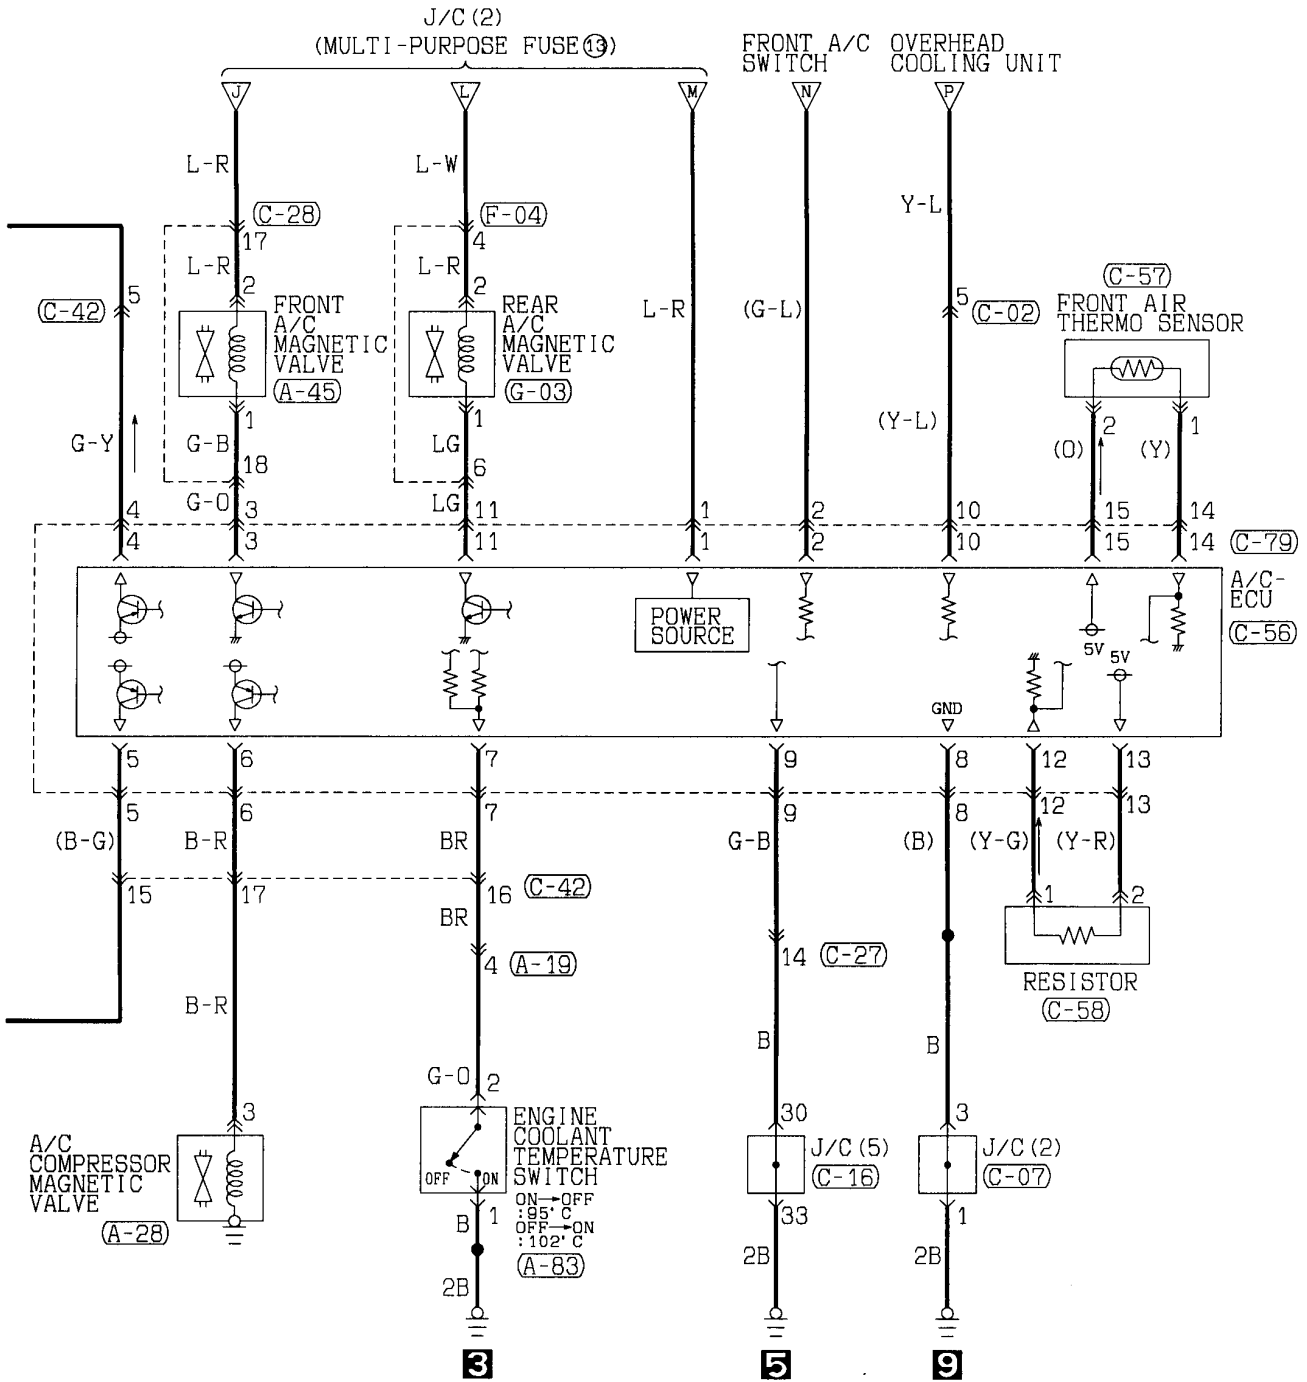 J/C(2)
(MULTI-PURPOSE FUSE⑬)
FRONT A/C
SWITCH
OVERHEAD
COOLING UNIT
J
L
M
N
P
L-R
L-W
Y-L
C-28
F-04
17
4
L-R
L-R
5
C-42
2
2
L-R
(G-L)
5
C-02
C-57
FRONT AIR
THERMO SENSOR
FRONT
A/C
MAGNETIC
VALVE
A-45
REAR
A/C
MAGNETIC
VALVE
G-03
1
1
(Y-L)
2
1
G-Y
G-B
LG
(O)
(Y)
18
6
G-O
LG
4
3
11
1
2
10
15
14
4
3
11
1
2
10
15
14
C-79
A/C-
ECU
C-56
POWER
SOURCE
5V
5V
GND
5
6
7
9
8
12
13
5
6
7
9
8
12
13
(B-G)
B-R
BR
G-B
(B)
(Y-G)
(Y-R)
15
17
16
C-42
1
2
BR
4
A-19
14
C-27
RESISTOR
C-58
B-R
B
B
G-O
2
3
30
3
A/C
COMPRESSOR
MAGNETIC
VALVE
A-28
OFF
ON
ENGINE
COOLANT
TEMPERATURE
SWITCH
ON→OFF
:95°C
OFF→ON
:102°C
A-83
J/C(5)
C-16
J/C(2)
C-07
B
1
33
1
2B
2B
2B
3
5
9